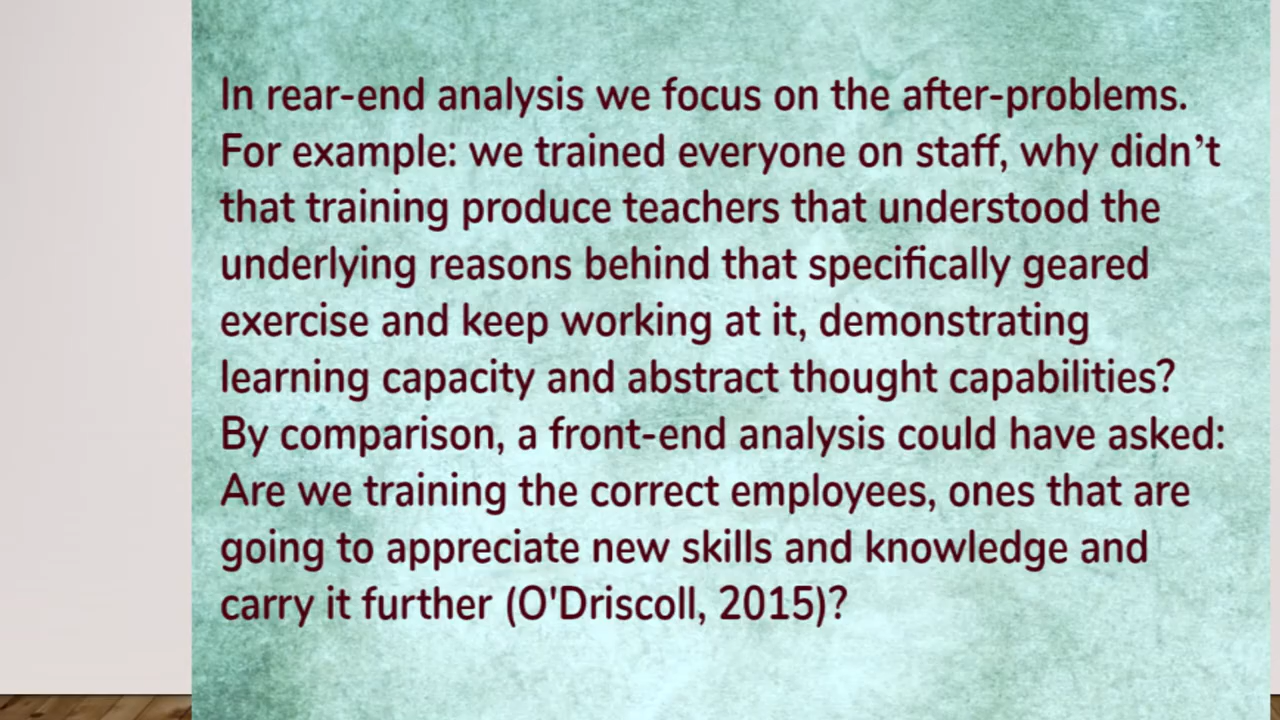 In rear-end analysis we focus on the after-problems.
For example: we trained everyone on staff, why didn’t
that training produce teachers that understood the
underlying reasons behind that specifically geared
exercise and keep working at it, demonstrating
learning capacity and abstract thought capabilities?
By comparison, a front-end analysis could have asked:
Are we training the correct employees, ones that are
going to appreciate new skills and knowledge and
carry it further (O'Driscoll, 2015)?